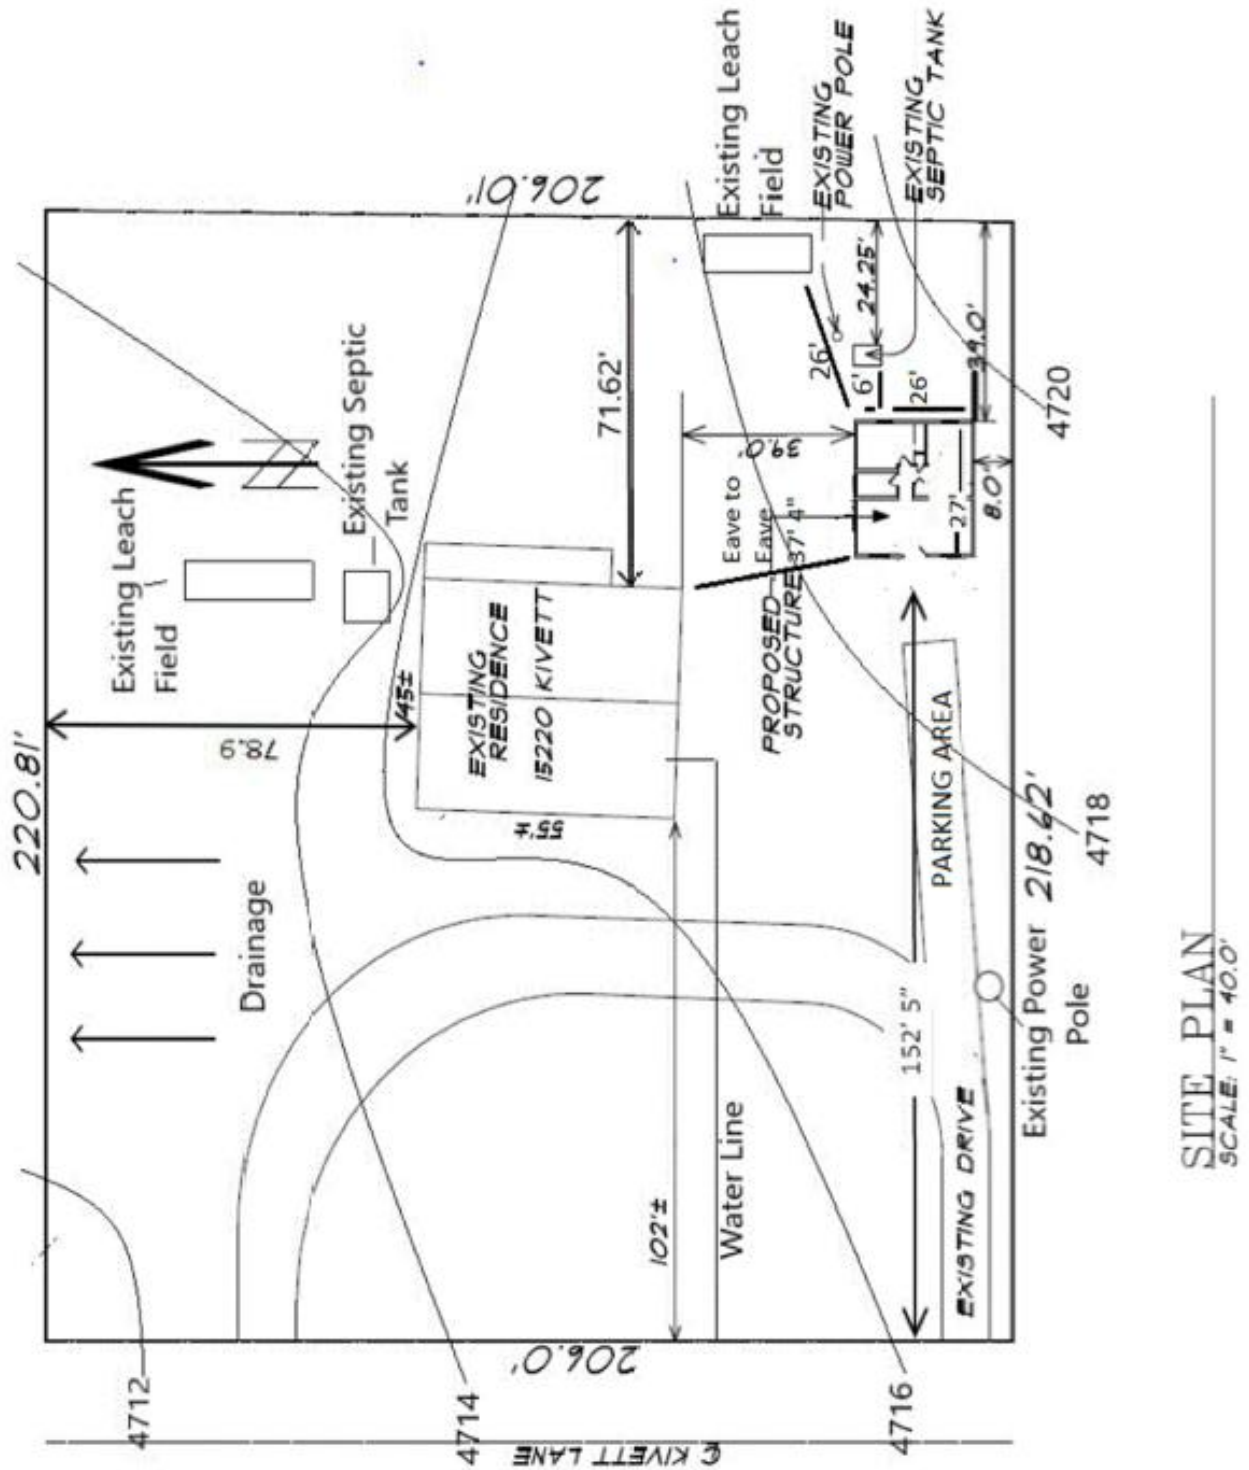 220.81'
206.01'
206.0'
218.62'
Existing Leach
Field
Existing Septic
Tank
N
Drainage
78.9
45±
55'±
EXISTING
RESIDENCE
15220 KIVETT
71.62'
102'±
Water Line
Existing Leach
Field
EXISTING
POWER POLE
EXISTING
SEPTIC TANK
24.25'
26'
6'
26'
39.0'
39.0'
8.0'
27'
Eave to
Eave
37' 4"
PROPOSED
STRUCTURE
PARKING AREA
152' 5"
EXISTING DRIVE
Existing Power
Pole
4712
4714
4716
4718
4720
℄ KIVETT LANE
SITE PLAN
SCALE: 1" = 40.0'